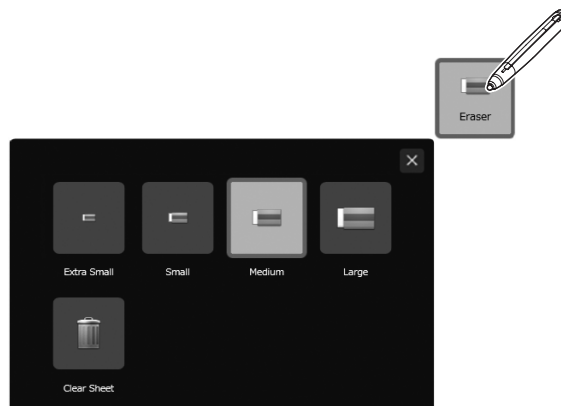 Eraser
Extra Small
Small
Medium
Large
Clear Sheet